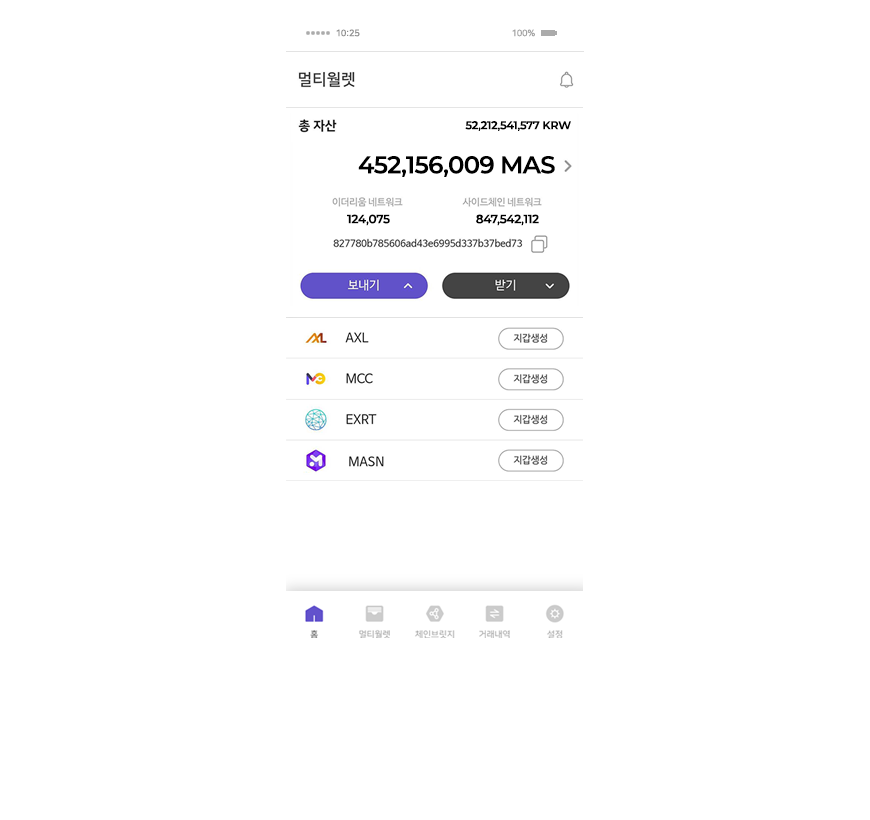 10:25 100%
멀티월렛
총 자산 52,212,541,577 KRW
452,156,009 MAS
이더리움 네트워크 사이드체인 네트워크
124,075 847,542,112
827780b785606ad43e6995d337b37bed73
보내기 받기
AXL 지갑생성
MCC 지갑생성
EXRT 지갑생성
MASN 지갑생성
홈 멀티월렛 체인브릿지 거래내역 설정